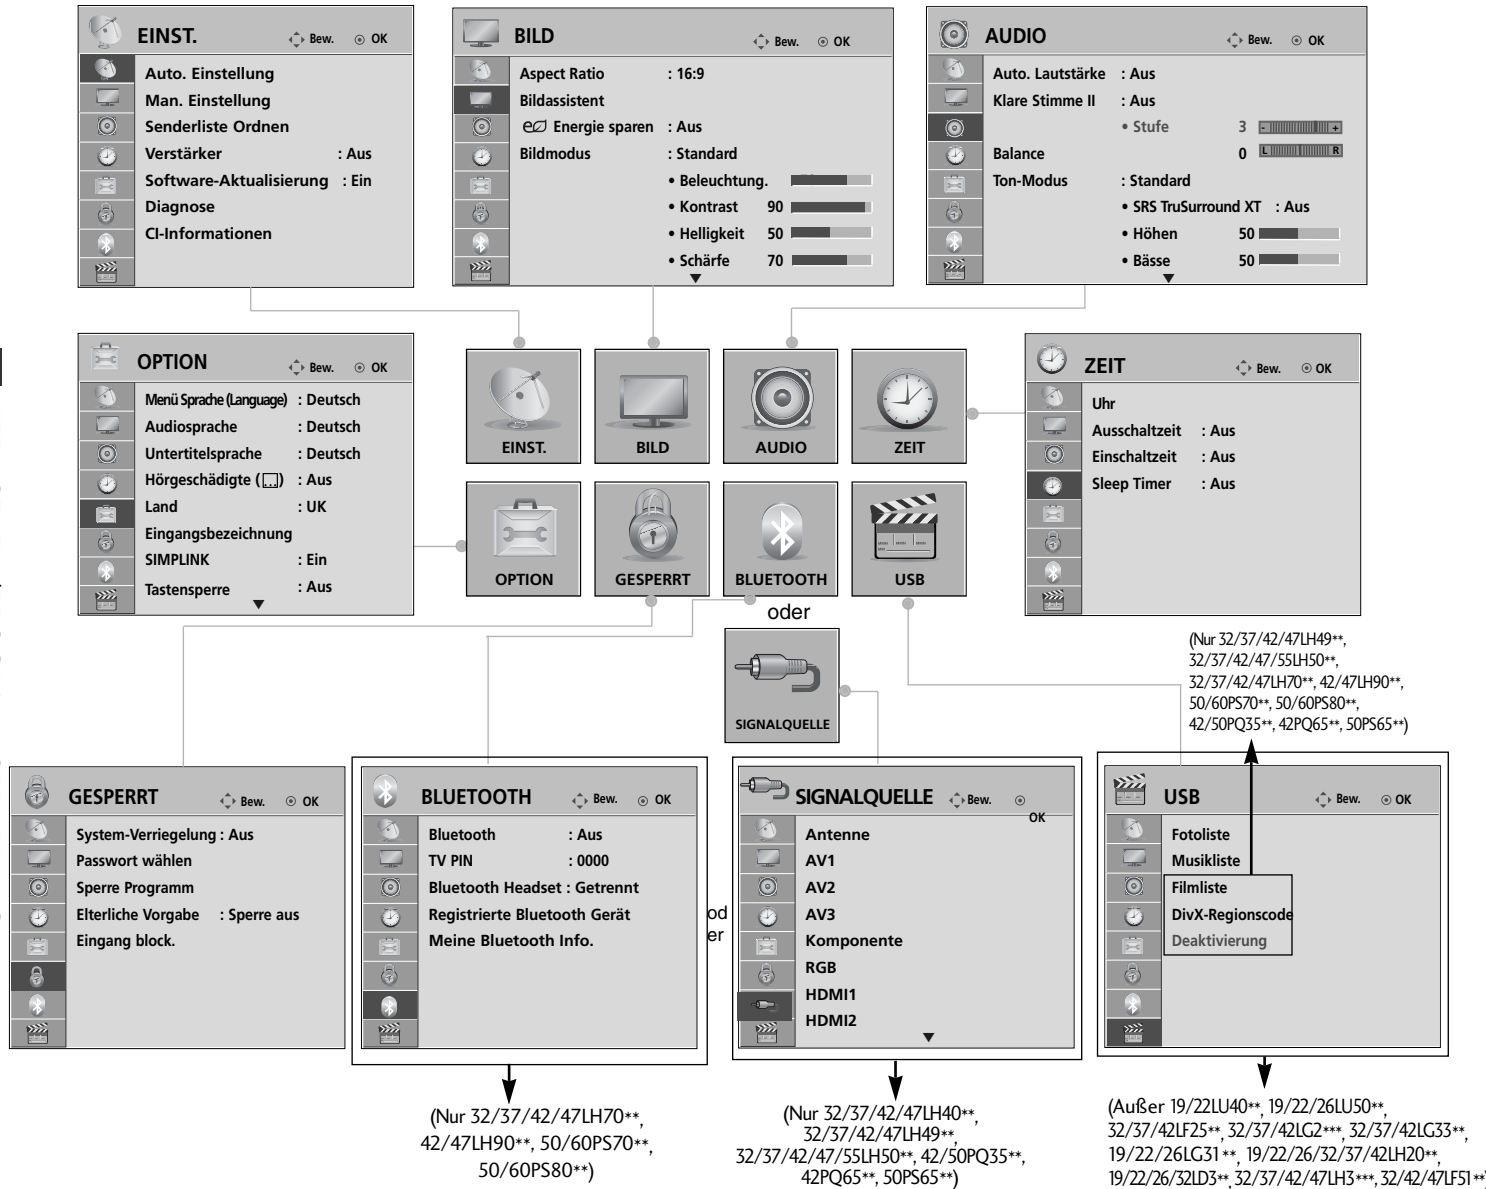 EINST. Bew. OK
Auto. Einstellung
Man. Einstellung
Senderliste Ordnen
Verstärker : Aus
Software-Aktualisierung : Ein
Diagnose
CI-Informationen
BILD Bew. OK
Aspect Ratio : 16:9
Bildassistent
Energie sparen : Aus
Bildmodus : Standard
• Beleuchtung.
• Kontrast 90
• Helligkeit 50
• Schärfe 70
AUDIO Bew. OK
Auto. Lautstärke : Aus
Klare Stimme II : Aus
• Stufe 3 - +
Balance 0 L R
Ton-Modus : Standard
• SRS TruSurround XT : Aus
• Höhen 50
• Bässe 50
OPTION Bew. OK
Menü Sprache (Language) : Deutsch
Audiosprache : Deutsch
Untertitelsprache : Deutsch
Hörgeschädigte ( ) : Aus
Land : UK
Eingangsbezeichnung
SIMPLINK : Ein
Tastensperre : Aus
EINST.
BILD
AUDIO
ZEIT
OPTION
GESPERRT
BLUETOOTH
USB
oder
SIGNALQUELLE
ZEIT Bew. OK
Uhr
Ausschaltzeit : Aus
Einschaltzeit : Aus
Sleep Timer : Aus
(Nur 32/37/42/47LH49**,
32/37/42/47/55LH50**,
32/37/42/47LH70**, 42/47LH90**,
50/60PS70**, 50/60PS80**,
42/50PQ35**, 42PQ65**, 50PS65**)
GESPERRT Bew. OK
System-Verriegelung : Aus
Passwort wählen
Sperre Programm
Elterliche Vorgabe : Sperre aus
Eingang block.
BLUETOOTH Bew. OK
Bluetooth : Aus
TV PIN : 0000
Bluetooth Headset : Getrennt
Registrierte Bluetooth Gerät
Meine Bluetooth Info.
od
er
SIGNALQUELLE Bew.
OK
Antenne
AV1
AV2
AV3
Komponente
RGB
HDMI1
HDMI2
USB Bew. OK
Fotoliste
Musikliste
Filmliste
DivX-Regionscode
Deaktivierung
(Nur 32/37/42/47LH70**,
42/47LH90**, 50/60PS70**,
50/60PS80**)
(Nur 32/37/42/47LH40**,
32/37/42/47LH49**,
32/37/42/47/55LH50**, 42/50PQ35**,
42PQ65**, 50PS65**)
(Außer 19/22LU40**, 19/22/26LU50**,
32/37/42LF25**, 32/37/42LG2***, 32/37/42LG33**,
19/22/26LG31**, 19/22/26/32/37/42LH20**,
19/22/26/32LD3**, 32/37/42/47LH3***, 32/42/47LF51**)